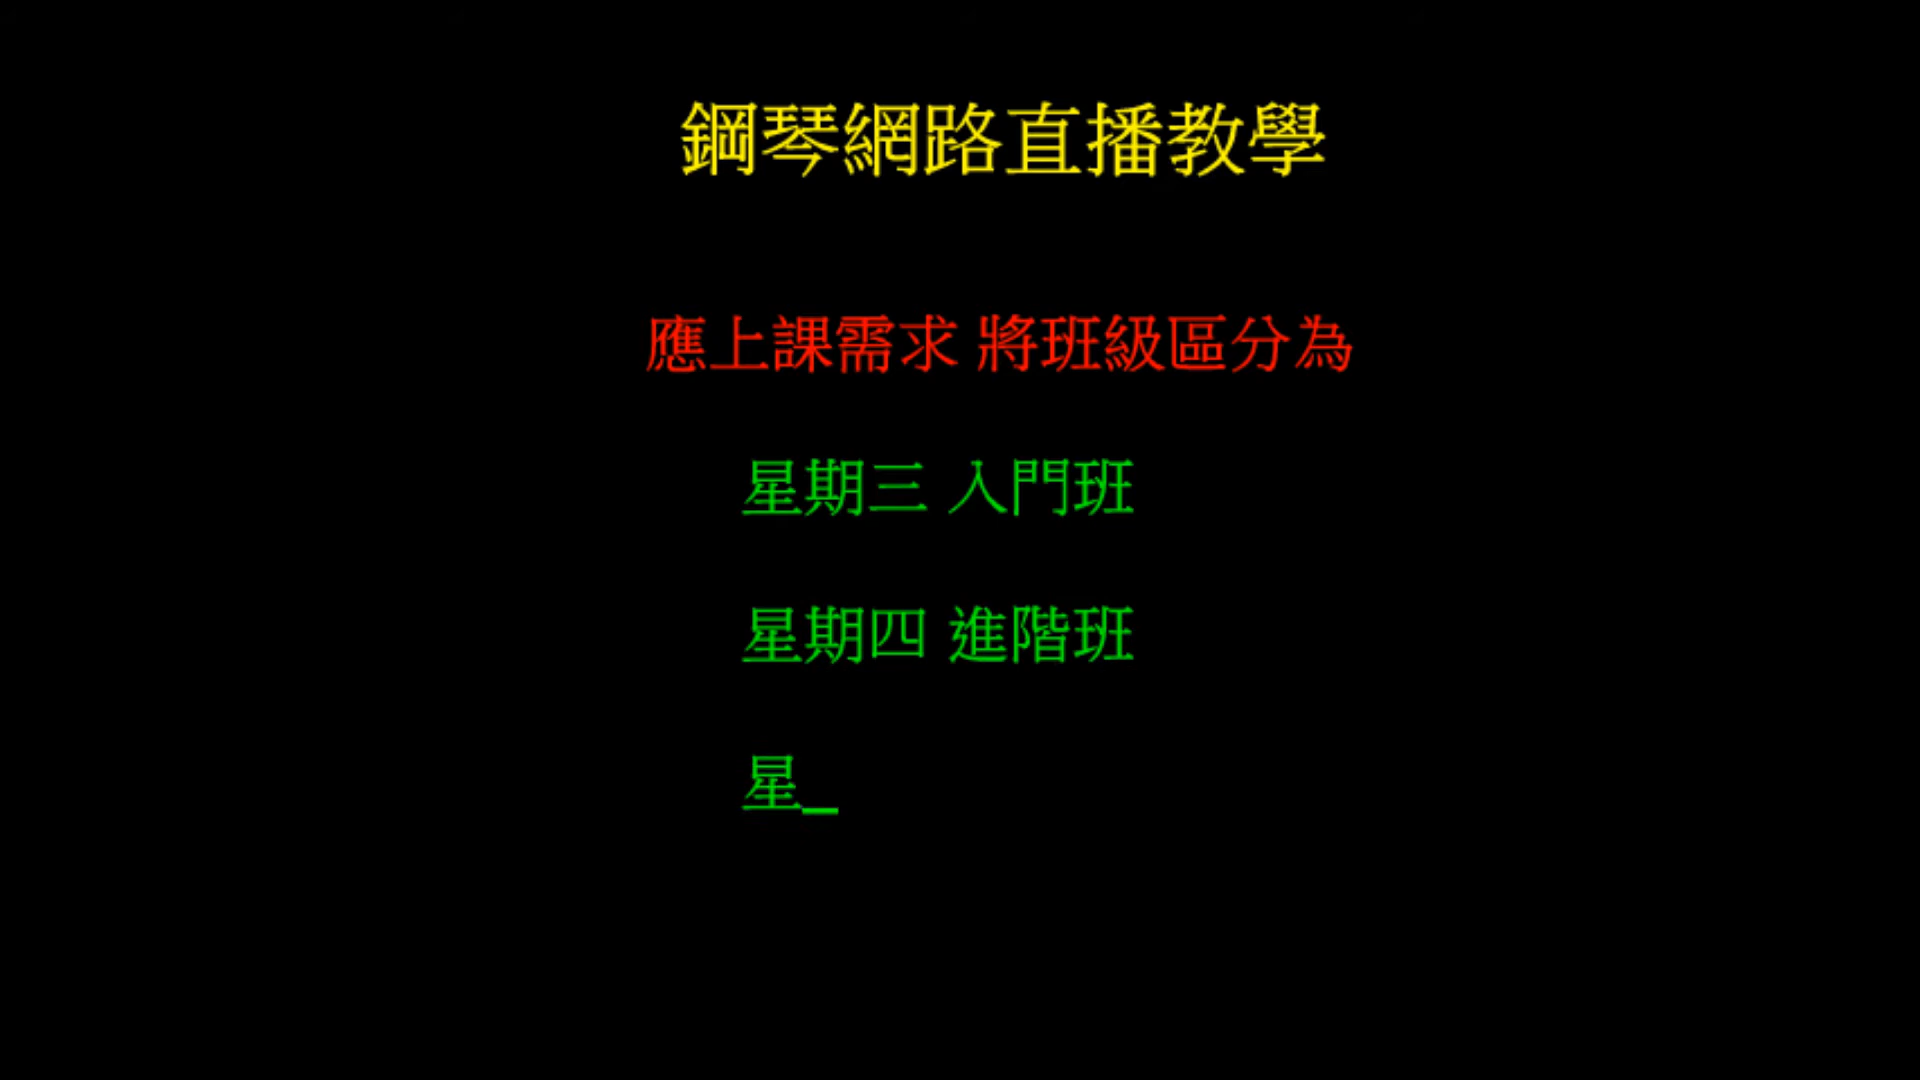 鋼琴網路直播教學
應上課需求 將班級區分為
星期三 入門班
星期四 進階班
星_